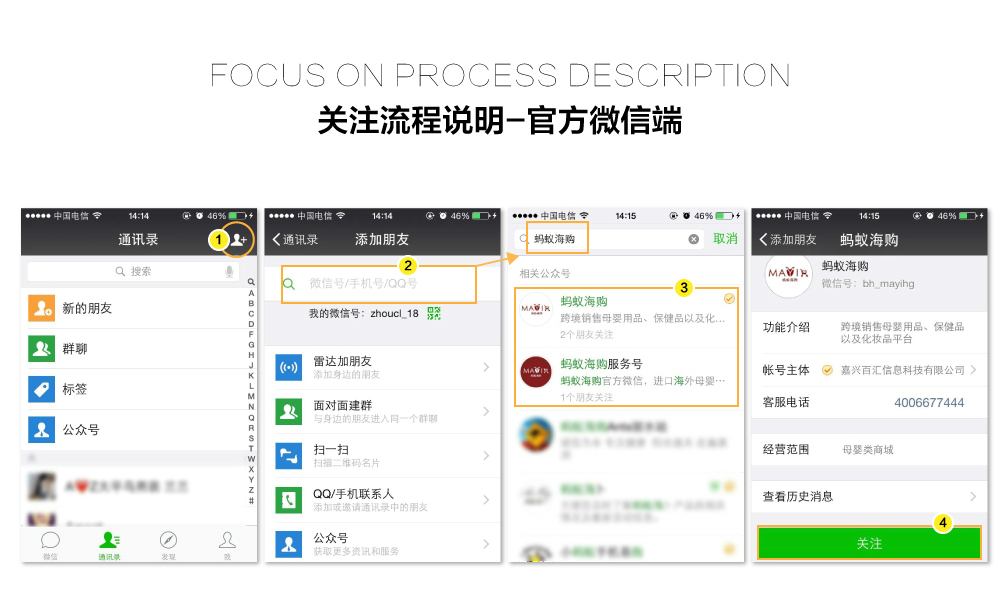 FOCUS ON PROCESS DESCRIPTION
关注流程说明-官方微信端
●●●●● 中国电信 14:14 46%
通讯录
1
搜索
新的朋友
群聊
标签
公众号
A
B
C
D
E
F
G
H
I
J
K
L
M
N
O
P
Q
R
S
T
U
V
W
X
Y
Z
#
微信 通讯录 发现 我
●●●●● 中国电信 14:14 46%
通讯录 添加朋友
2
微信号/手机号/QQ号
我的微信号: zhoucl_18
雷达加朋友
添加身边的朋友
面对面建群
与身边的朋友进入同一个群聊
扫一扫
扫描二维码名片
QQ/手机联系人
添加或邀请通讯录中的朋友
公众号
获取更多资讯和服务
●●●●● 中国电信 14:15 46%
蚂蚁海购 取消
相关公众号
3
蚂蚁海购
跨境销售母婴用品、保健品以及化...
2个朋友关注
蚂蚁海购服务号
蚂蚁海购官方微信，进口海外母婴...
1个朋友关注
●●●●● 中国电信 14:15 46%
添加朋友 蚂蚁海购
蚂蚁海购
微信号: bh_mayihg
功能介绍 跨境销售母婴用品、保健品
以及化妆品平台
帐号主体 嘉兴百汇信息科技有限公司
客服电话 4006677444
经营范围 母婴类商城
查看历史消息
4
关注